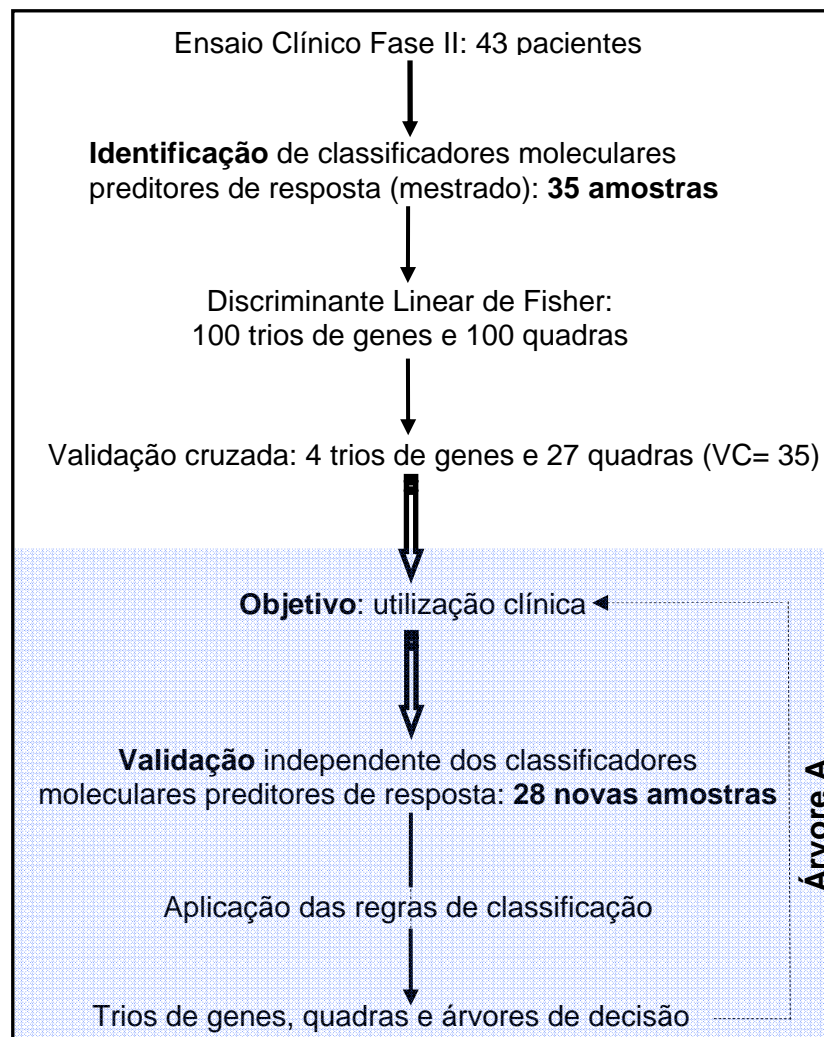 Ensaio Clínico Fase II: 43 pacientes
Identificação de classificadores moleculares
preditores de resposta (mestrado): 35 amostras
Discriminante Linear de Fisher:
100 trios de genes e 100 quadras
Validação cruzada: 4 trios de genes e 27 quadras (VC= 35)
Objetivo: utilização clínica
Validação independente dos classificadores
moleculares preditores de resposta: 28 novas amostras
Aplicação das regras de classificação
Trios de genes, quadras e árvores de decisão
Árvore A